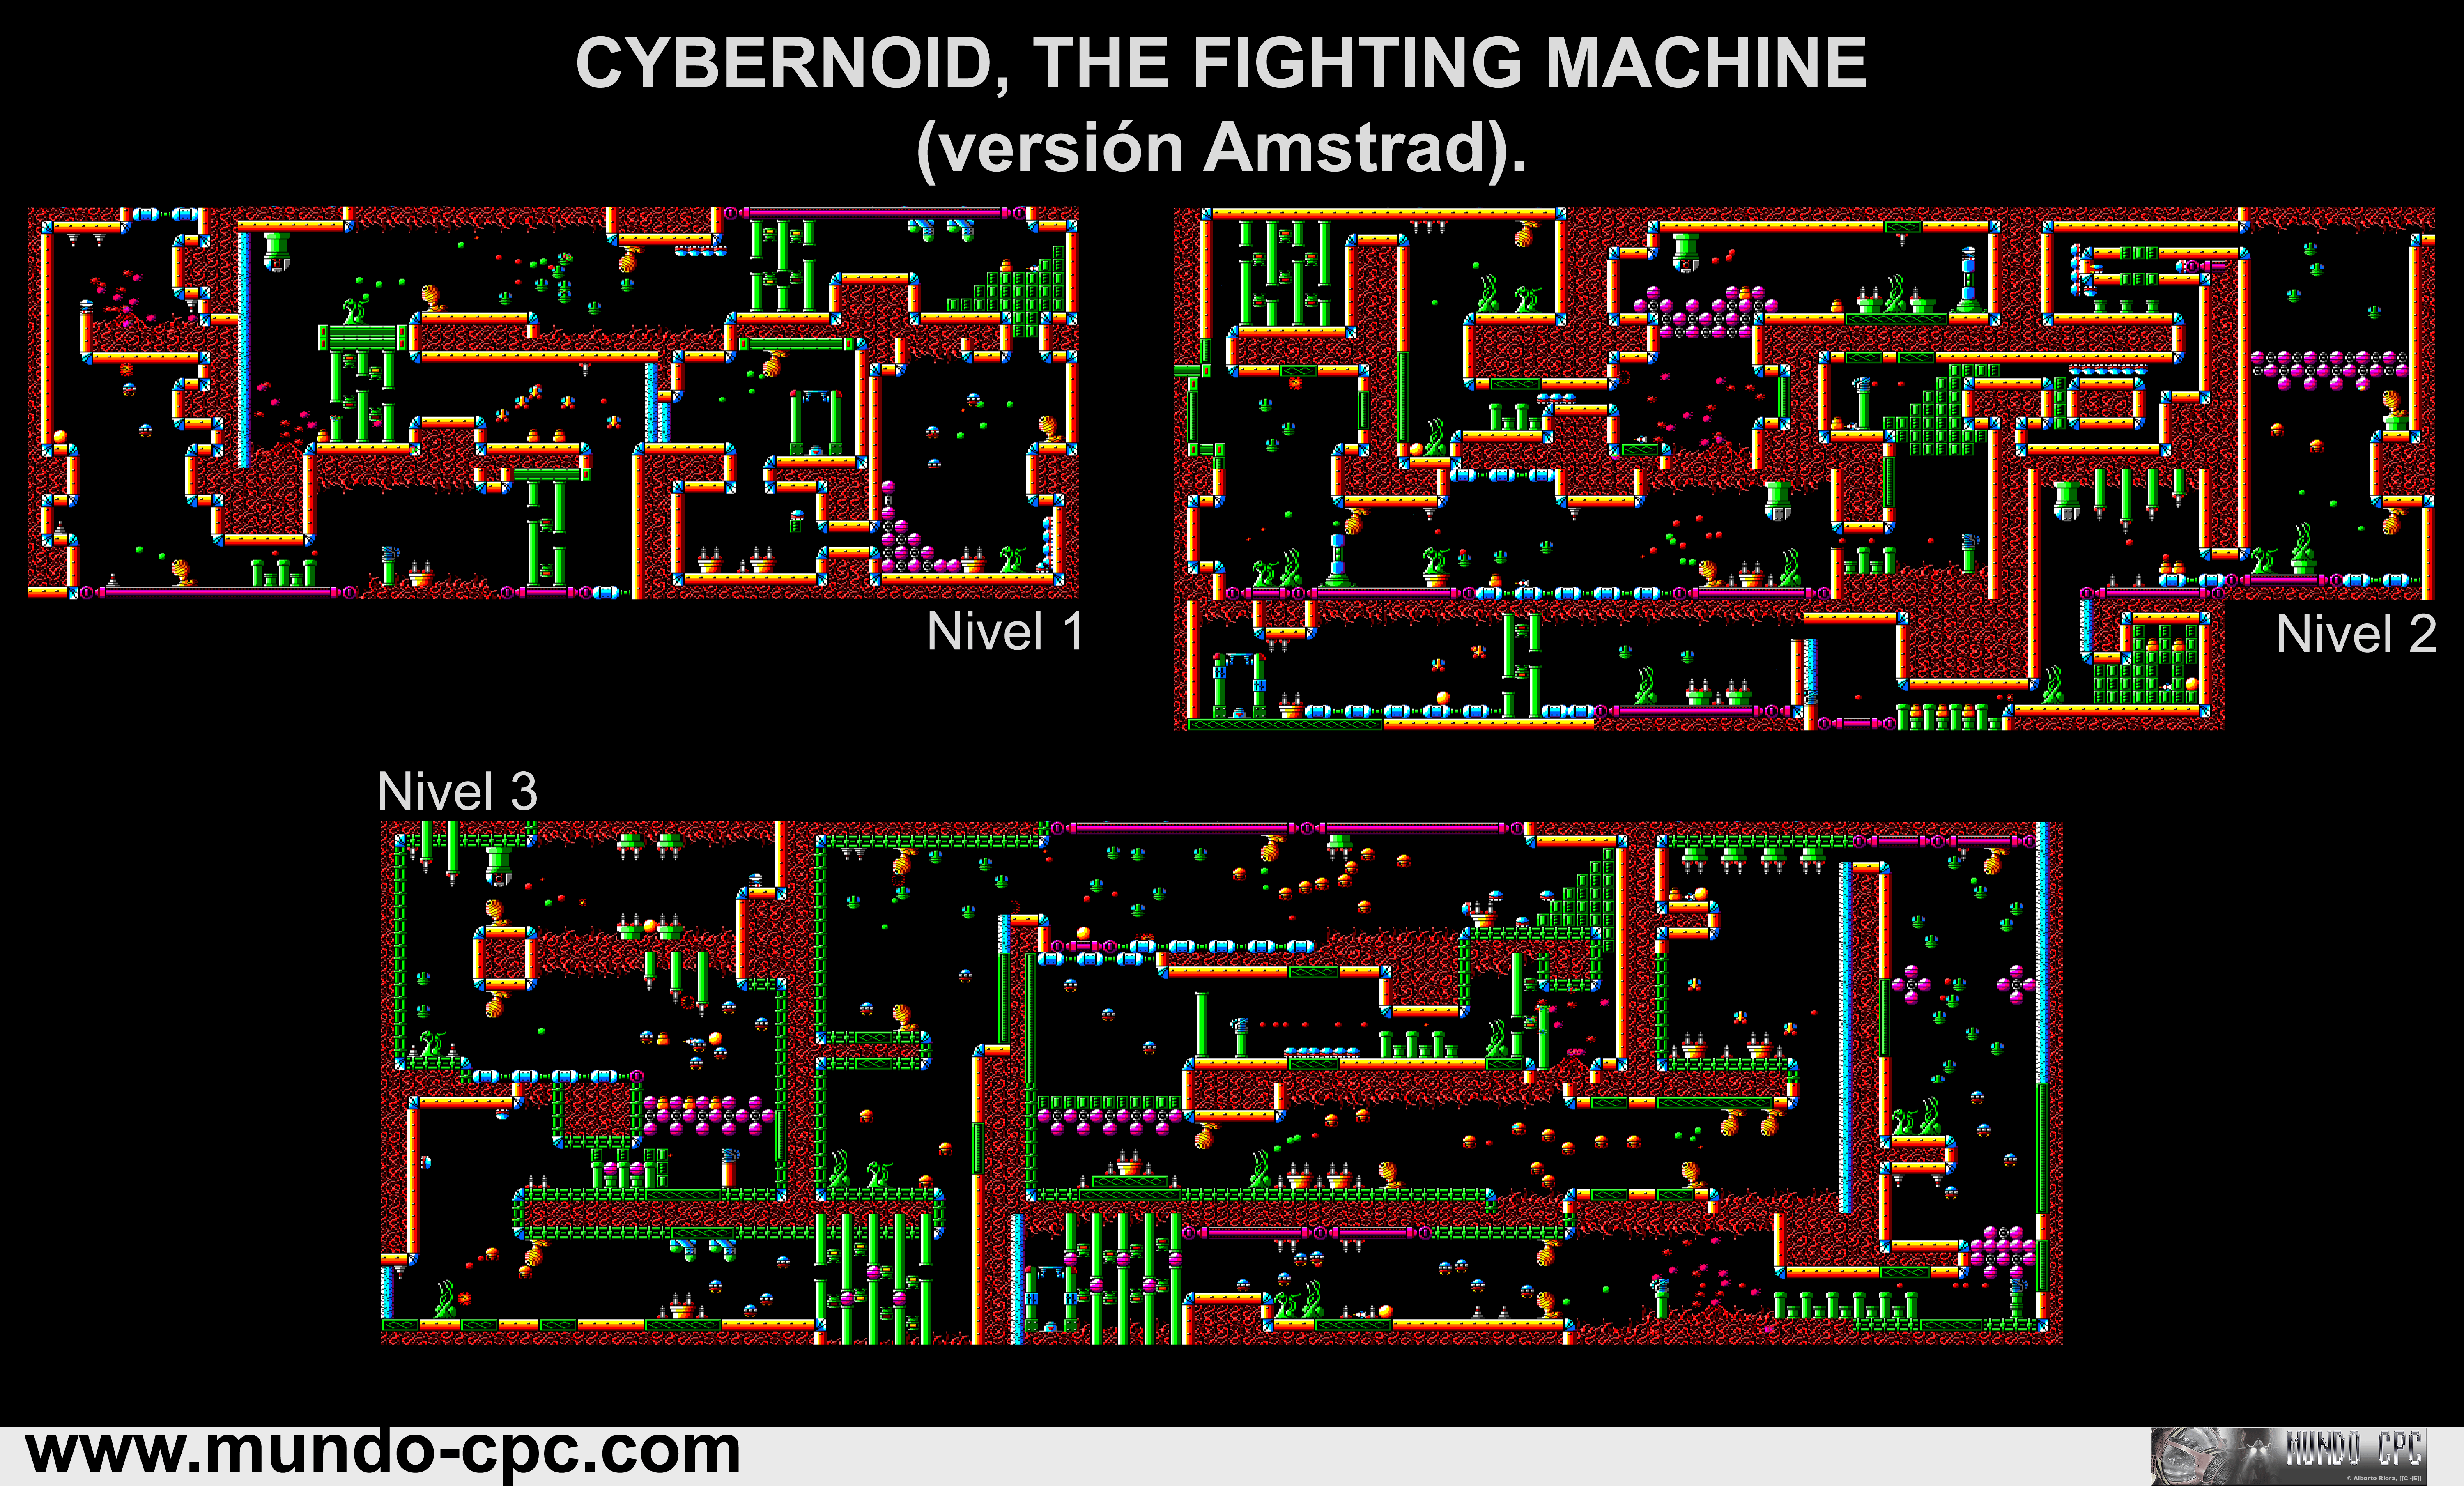 CYBERNOID, THE FIGHTING MACHINE
(versión Amstrad).
Nivel 1
Nivel 2
Nivel 3
www.mundo-cpc.com
MUNDO CPC
© Alberto Riera, [[C|-|E]]